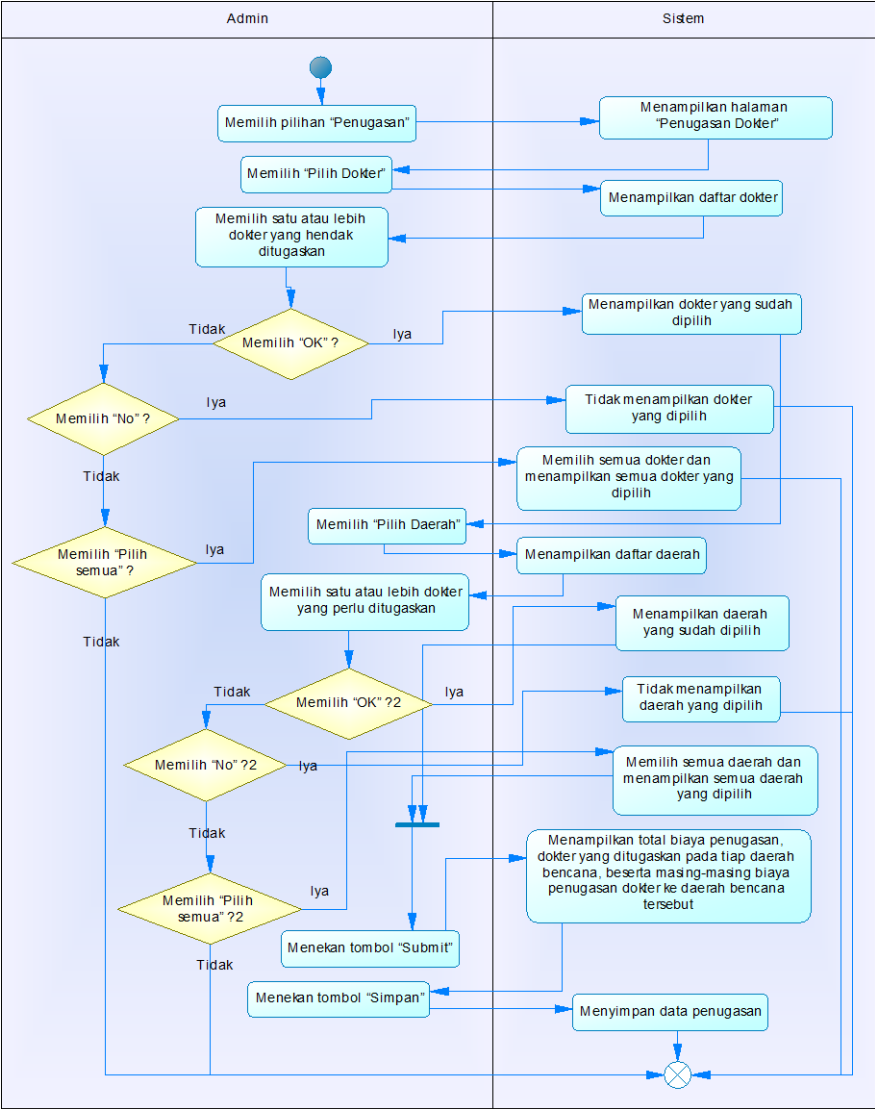 Admin
Sistem
Memilih pilihan “Penugasan”
Menampilkan halaman
“Penugasan Dokter”
Memilih “Pilih Dokter”
Menampilkan daftar dokter
Memilih satu atau lebih
dokter yang hendak
ditugaskan
Menampilkan dokter yang sudah
dipilih
Tidak
Memilih “OK” ?
Iya
Memilih “No” ?
Iya
Tidak menampilkan dokter
yang dipilih
Tidak
Memilih semua dokter dan
menampilkan semua dokter yang
dipilih
Memilih “Pilih Daerah”
Memilih “Pilih
semua” ?
Iya
Menampilkan daftar daerah
Memilih satu atau lebih dokter
yang perlu ditugaskan
Menampilkan daerah
yang sudah dipilih
Tidak
Tidak
Memilih “OK” ?2
Iya
Tidak menampilkan
daerah yang dipilih
Memilih “No” ?2
Iya
Memilih semua daerah dan
menampilkan semua daerah
yang dipilih
Tidak
Menampilkan total biaya penugasan,
dokter yang ditugaskan pada tiap daerah
bencana, beserta masing-masing biaya
penugasan dokter ke daerah bencana
tersebut
Memilih “Pilih
semua” ?2
Iya
Menekan tombol “Submit”
Tidak
Menekan tombol “Simpan”
Menyimpan data penugasan